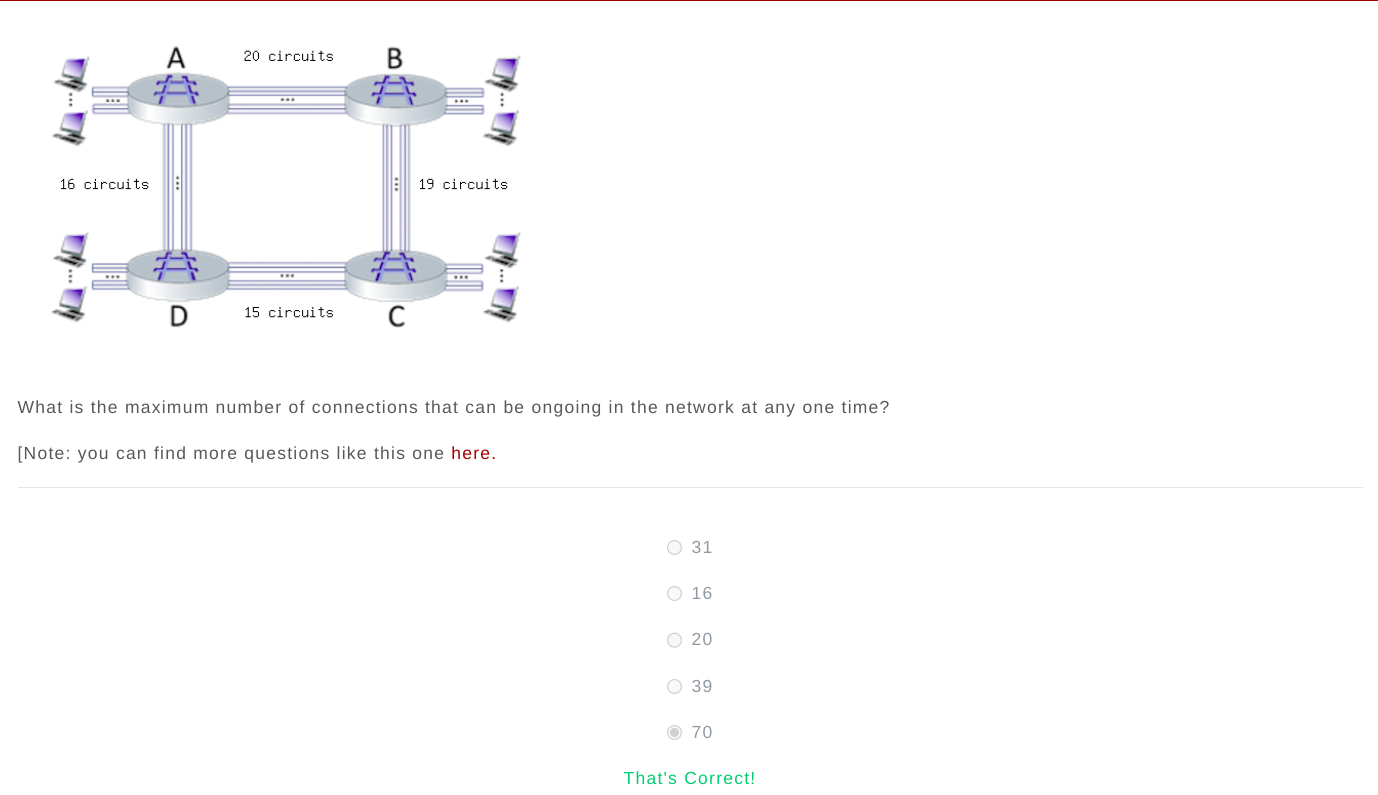 A
20 circuits
B
16 circuits
19 circuits
D
15 circuits
C
What is the maximum number of connections that can be ongoing in the network at any one time?
[Note: you can find more questions like this one here.
31
16
20
39
70
That's Correct!